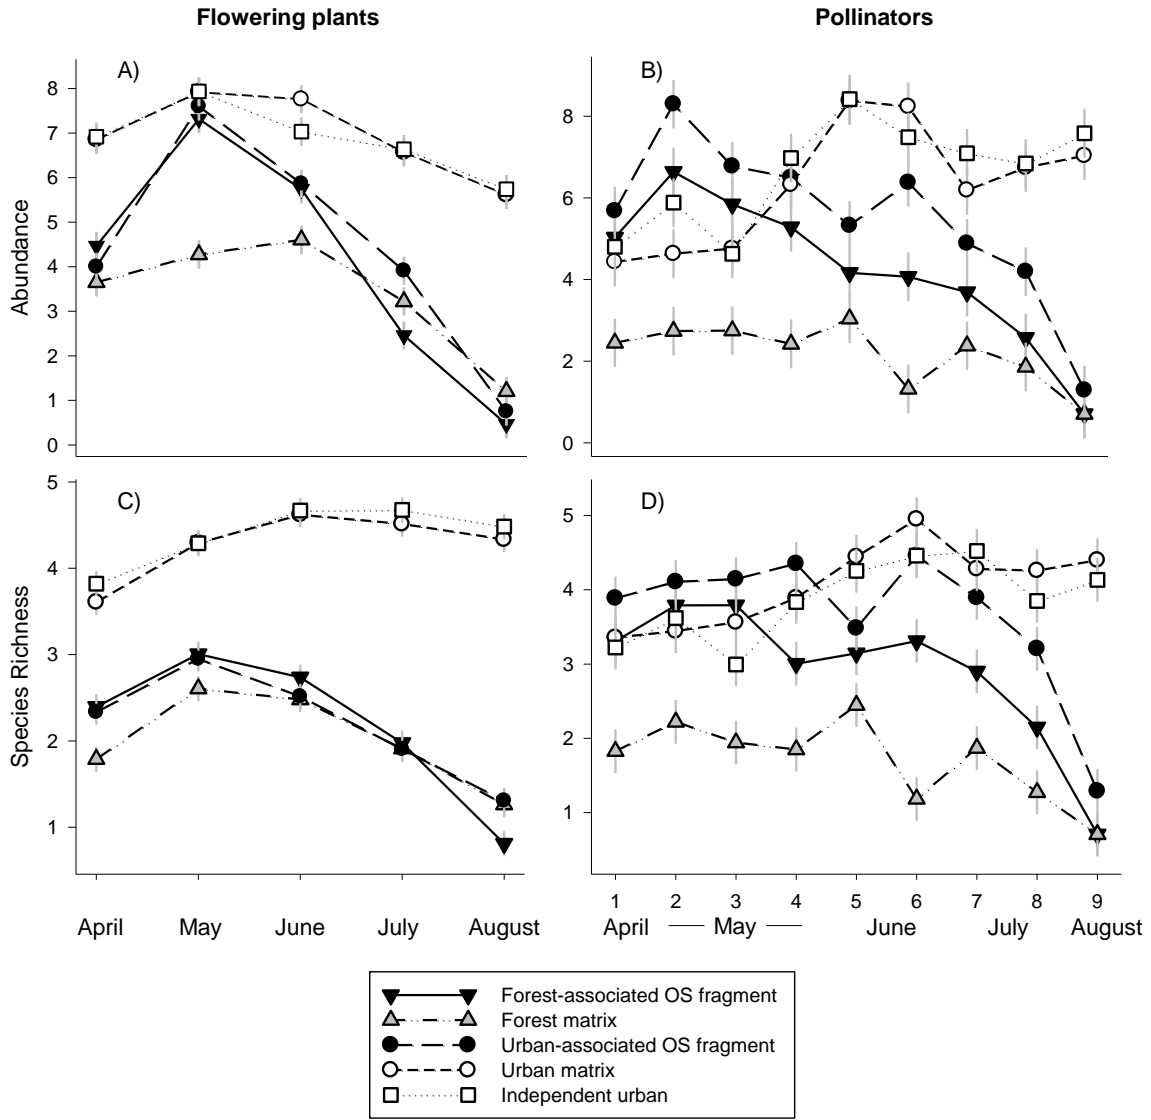 Flowering plants
Pollinators
A)
B)
Abundance
8
7
6
5
4
3
2
1
0
8
6
4
2
0
C)
D)
Species Richness
5
4
3
2
1
5
4
3
2
1
1 2 3 4 5 6 7 8 9
April May June July August
April May June July August
Forest-associated OS fragment
Forest matrix
Urban-associated OS fragment
Urban matrix
Independent urban